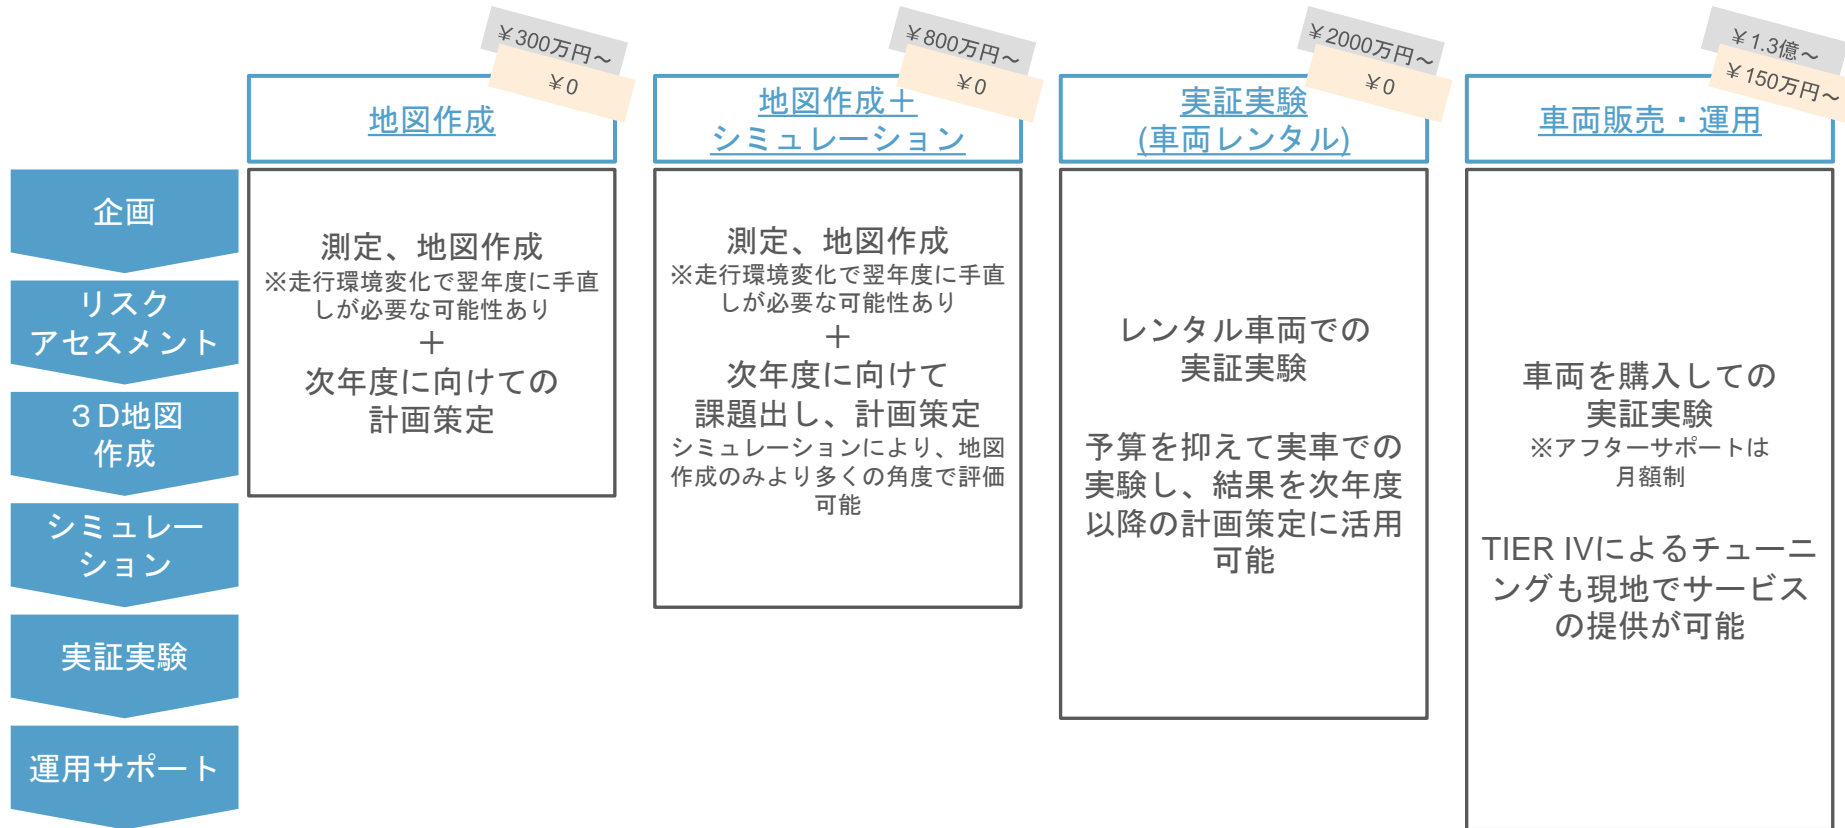 ¥300万円～
¥0
地図作成
¥800万円～
¥0
地図作成＋
シミュレーション
¥2000万円～
¥0
実証実験
(車両レンタル)
¥1.3億～
¥150万円～
車両販売・運用
企画
リスク
アセスメント
３D地図
作成
シミュレー
ション
実証実験
運用サポート
測定、地図作成
※走行環境変化で翌年度に手直
しが必要な可能性あり
＋
次年度に向けての
計画策定
測定、地図作成
※走行環境変化で翌年度に手直
しが必要な可能性あり
＋
次年度に向けて
課題出し、計画策定
シミュレーションにより、地図
作成のみより多くの角度で評価
可能
レンタル車両での
実証実験
予算を抑えて実車での
実験し、結果を次年度
以降の計画策定に活用
可能
車両を購入しての
実証実験
※アフターサポートは
月額制
TIER IVによるチューニ
ングも現地でサービス
の提供が可能